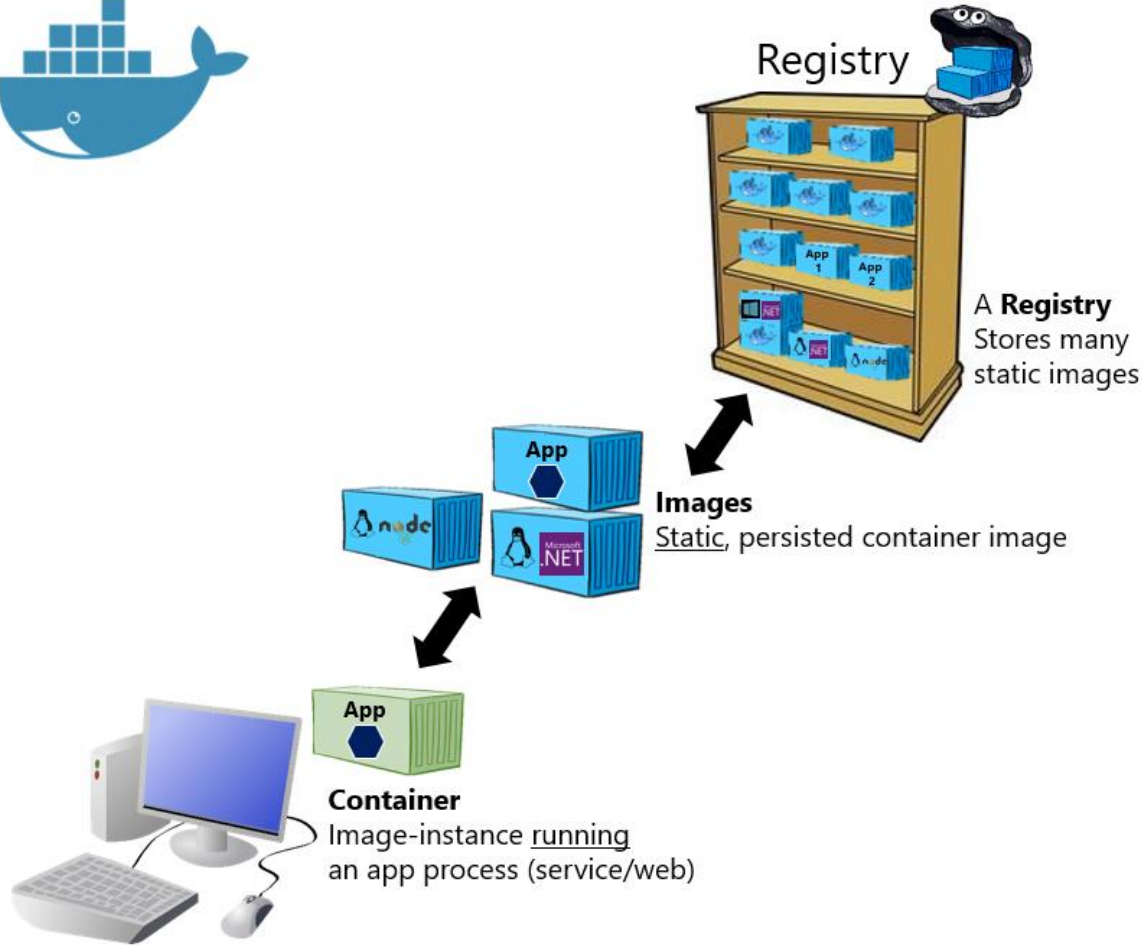 Registry
App
1
App
2
.NET
.NET
node
A Registry
Stores many
static images
App
node
Microsoft
.NET
Images
Static, persisted container image
App
Container
Image-instance running
an app process (service/web)